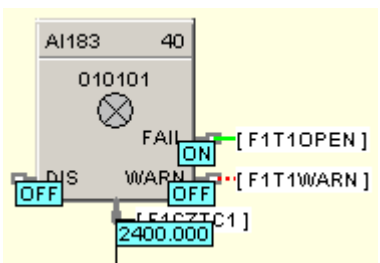 AI183 40
010101
FAIL [ F1T1OPEN ]
ON
DIS WARN [ F1T1WARN ]
OFF OFF
2400.000